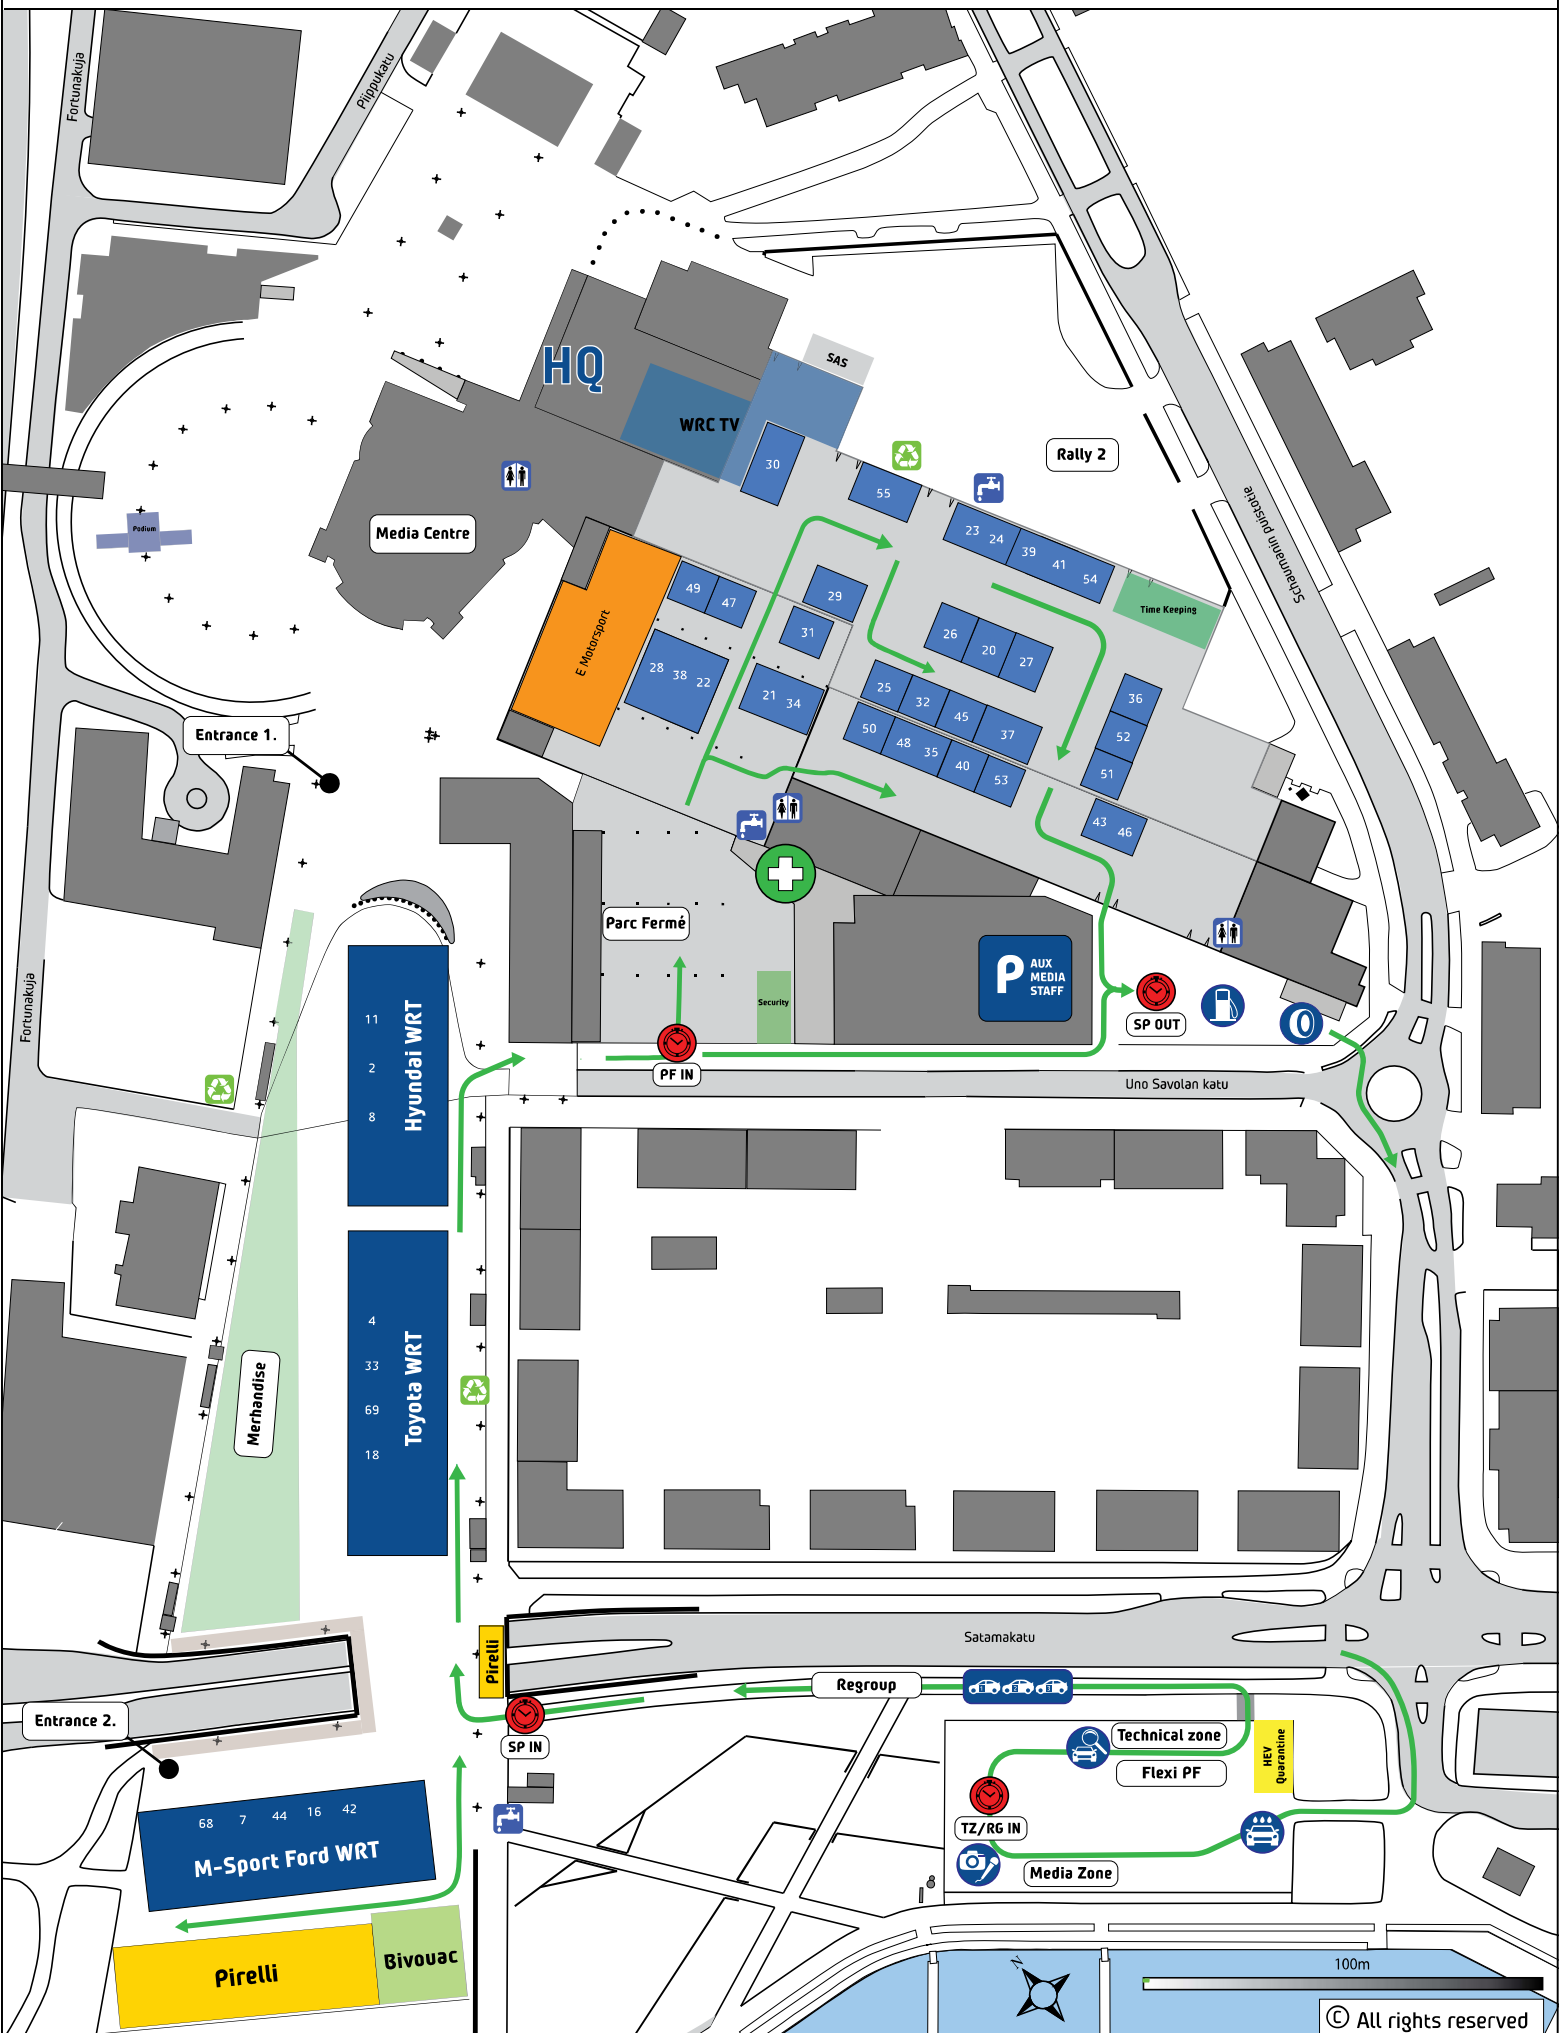 Fortunakuja
Piippukatu
HQ
SAS
WRC TV
30
55
Rally 2
23
24
39
41
54
Schaumanin puistotie
Media Centre
Podium
E Motorsport
49
47
29
31
28
38
22
21
34
26
20
27
Time Keeping
25
32
45
37
50
48
35
40
53
36
52
51
43
46
Entrance 1.
Parc Fermé
Security
P
AUX
MEDIA
STAFF
SP OUT
PF IN
Uno Savolan katu
Fortunakuja
Hyundai WRT
11
2
8
Toyota WRT
4
33
69
18
Merhandise
Pirelli
Satamakatu
Regroup
SP IN
Entrance 2.
Technical zone
Flexi PF
HEV
Quarantine
TZ/RG IN
Media Zone
68
7
44
16
42
M-Sport Ford WRT
Pirelli
Bivouac
N
100m
© All rights reserved